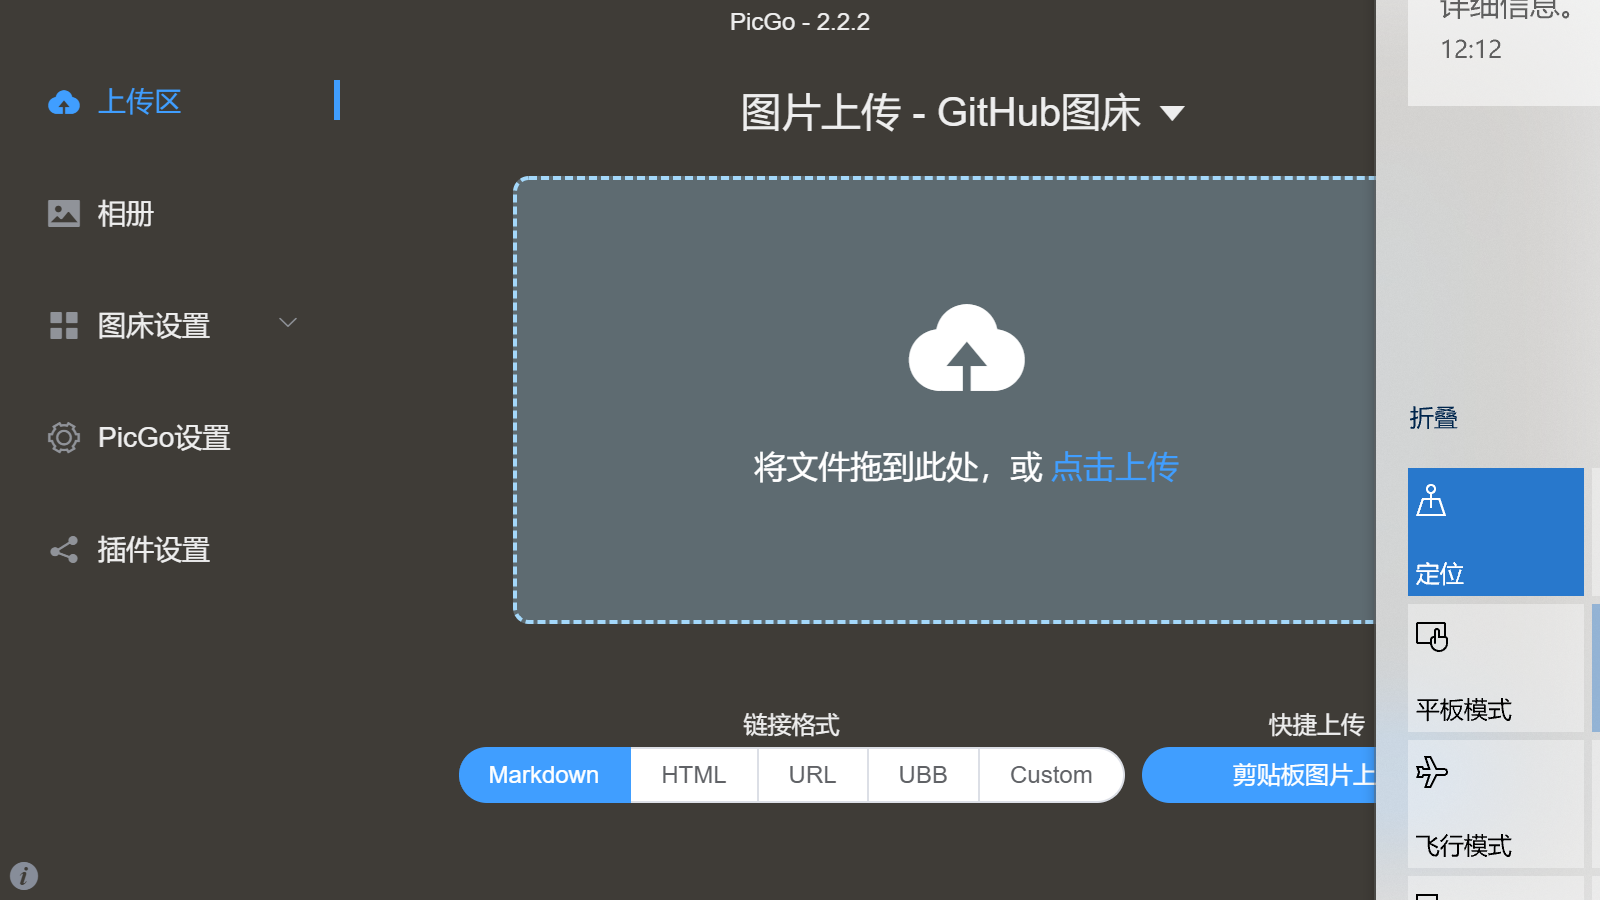 PicGo - 2.2.2
上传区
相册
图床设置
PicGo设置
插件设置
图片上传 - GitHub图床
将文件拖到此处，或 点击上传
链接格式
Markdown HTML URL UBB Custom
快捷上传
剪贴板图片上
详细信息。
12:12
折叠
定位
平板模式
飞行模式